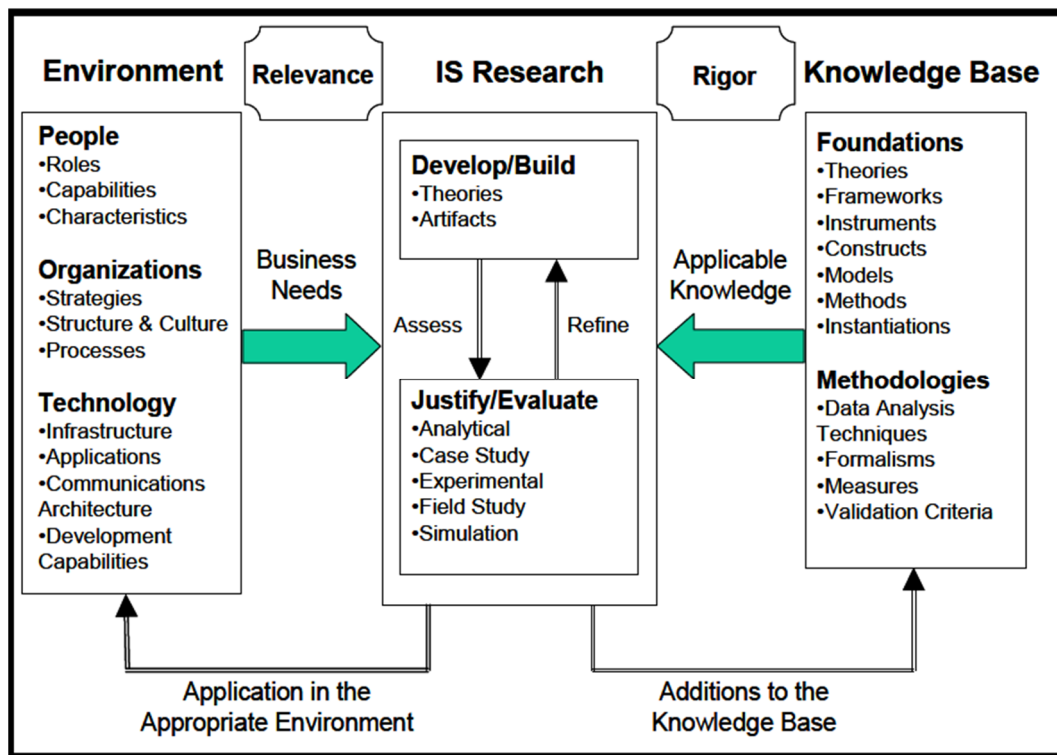 Environment
Relevance
IS Research
Rigor
Knowledge Base
People
•Roles
•Capabilities
•Characteristics
Organizations
•Strategies
•Structure & Culture
•Processes
Technology
•Infrastructure
•Applications
•Communications
Architecture
•Development
Capabilities
Business
Needs
Develop/Build
•Theories
•Artifacts
Assess
Refine
Justify/Evaluate
•Analytical
•Case Study
•Experimental
•Field Study
•Simulation
Applicable
Knowledge
Foundations
•Theories
•Frameworks
•Instruments
•Constructs
•Models
•Methods
•Instantiations
Methodologies
•Data Analysis
Techniques
•Formalisms
•Measures
•Validation Criteria
Application in the
Appropriate Environment
Additions to the
Knowledge Base